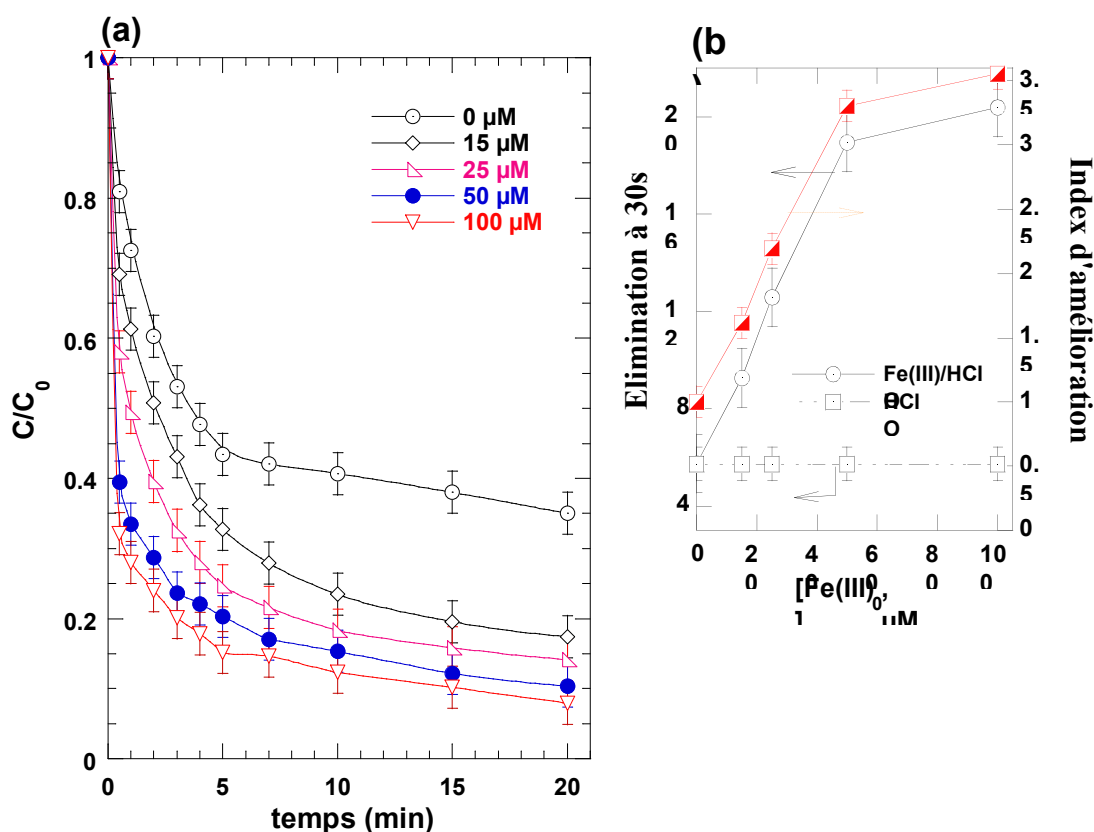 (a)
1
0.8
0.6
0.4
0.2
0
C/C0
0 µM
15 µM
25 µM
50 µM
100 µM
0
5
10
15
20
temps (min)
(b
2
0
1
6
1
2
8
4
Elimination à 30s
3.
5
3
2.
5
2
1.
5
1
0.
5
0
Index d'amélioration
Fe(III)/HCl
O
HCl
O
0
2
0
4
0
6
0
8
0
10
0
[Fe(III)0,
]
µM